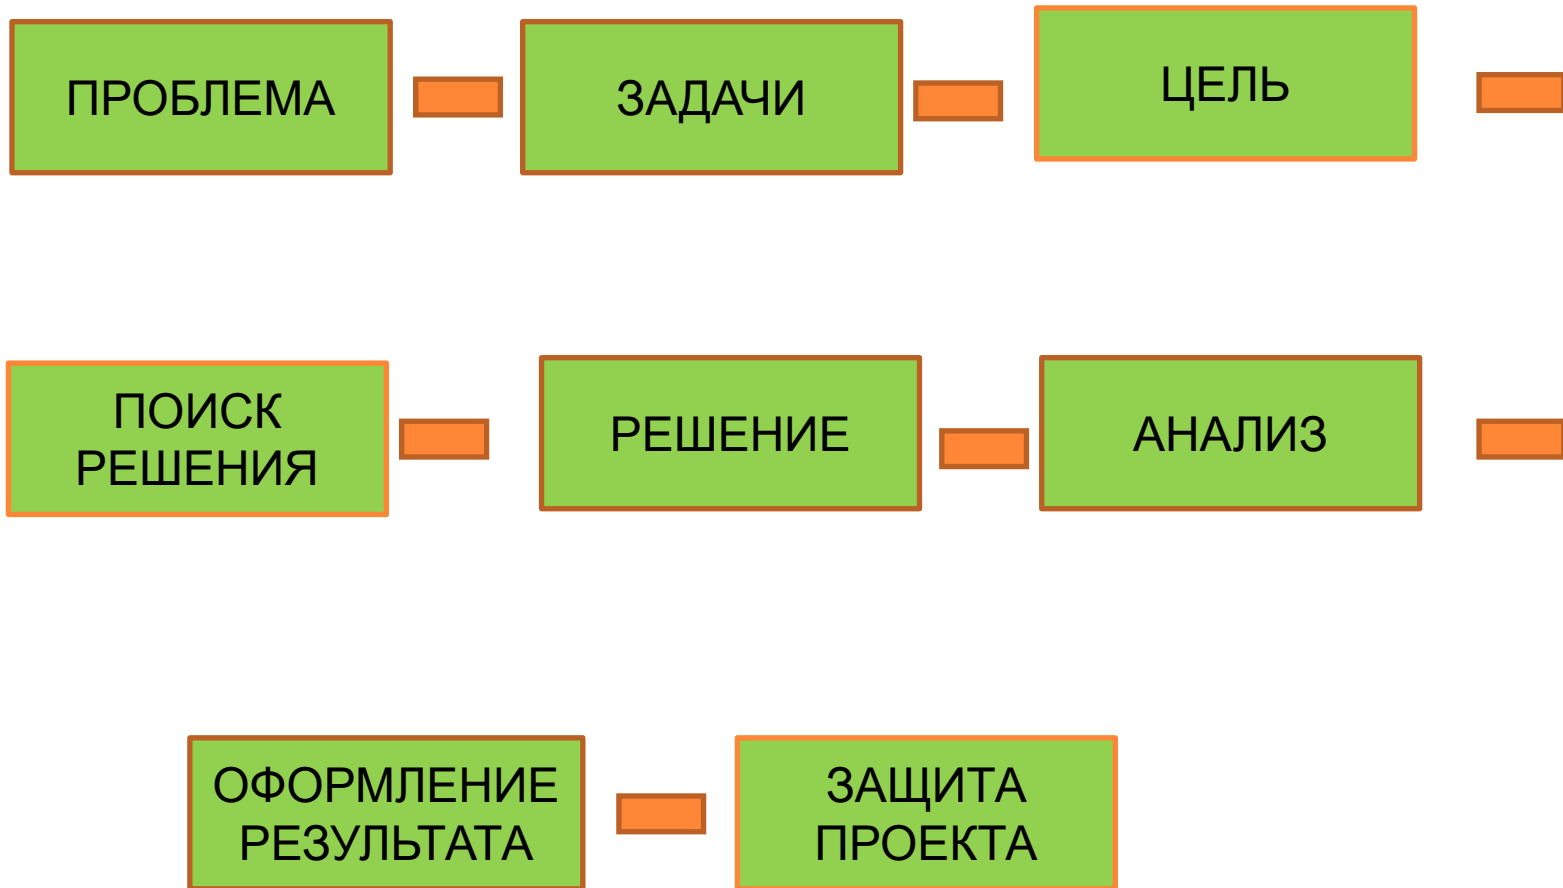 ПРОБЛЕМА
ЗАДАЧИ
ЦЕЛЬ
ПОИСК
РЕШЕНИЯ
РЕШЕНИЕ
АНАЛИЗ
ОФОРМЛЕНИЕ
РЕЗУЛЬТАТА
ЗАЩИТА
ПРОЕКТА